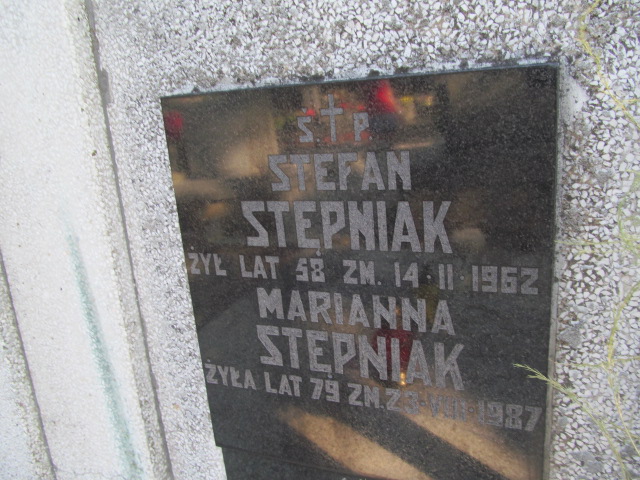 Ś † P.
STEFAN
STĘPNIAK
ŻYŁ LAT 58 ZM. 14·II·1962
MARIANNA
STĘPNIAK
ŻYŁA LAT 79 ZM. 23·VIII·1987